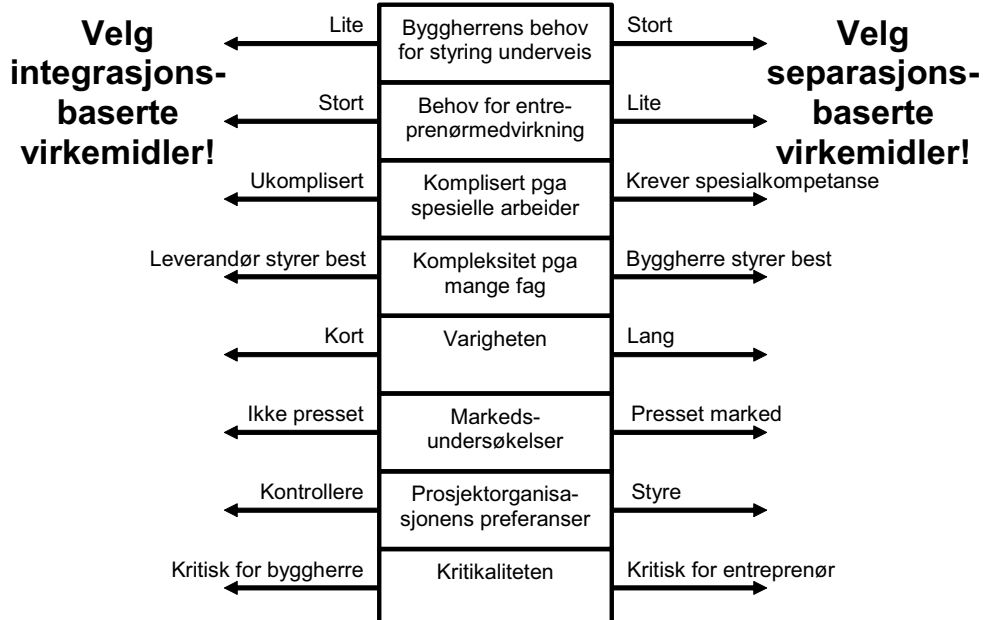 Velg
integrasjons-
baserte
virkemidler!
Velg
separasjons-
baserte
virkemidler!
Lite
Byggherrens behov
for styring underveis
Stort
Stort
Behov for entre-
prenørmedvirkning
Lite
Ukomplisert
Komplisert pga
spesielle arbeider
Krever spesialkompetanse
Leverandør styrer best
Kompleksitet pga
mange fag
Byggherre styrer best
Kort
Varigheten
Lang
Ikke presset
Markeds-
undersøkelser
Presset marked
Kontrollere
Prosjektorganisa-
sjonens preferanser
Styre
Kritisk for byggherre
Kritikaliteten
Kritisk for entreprenør